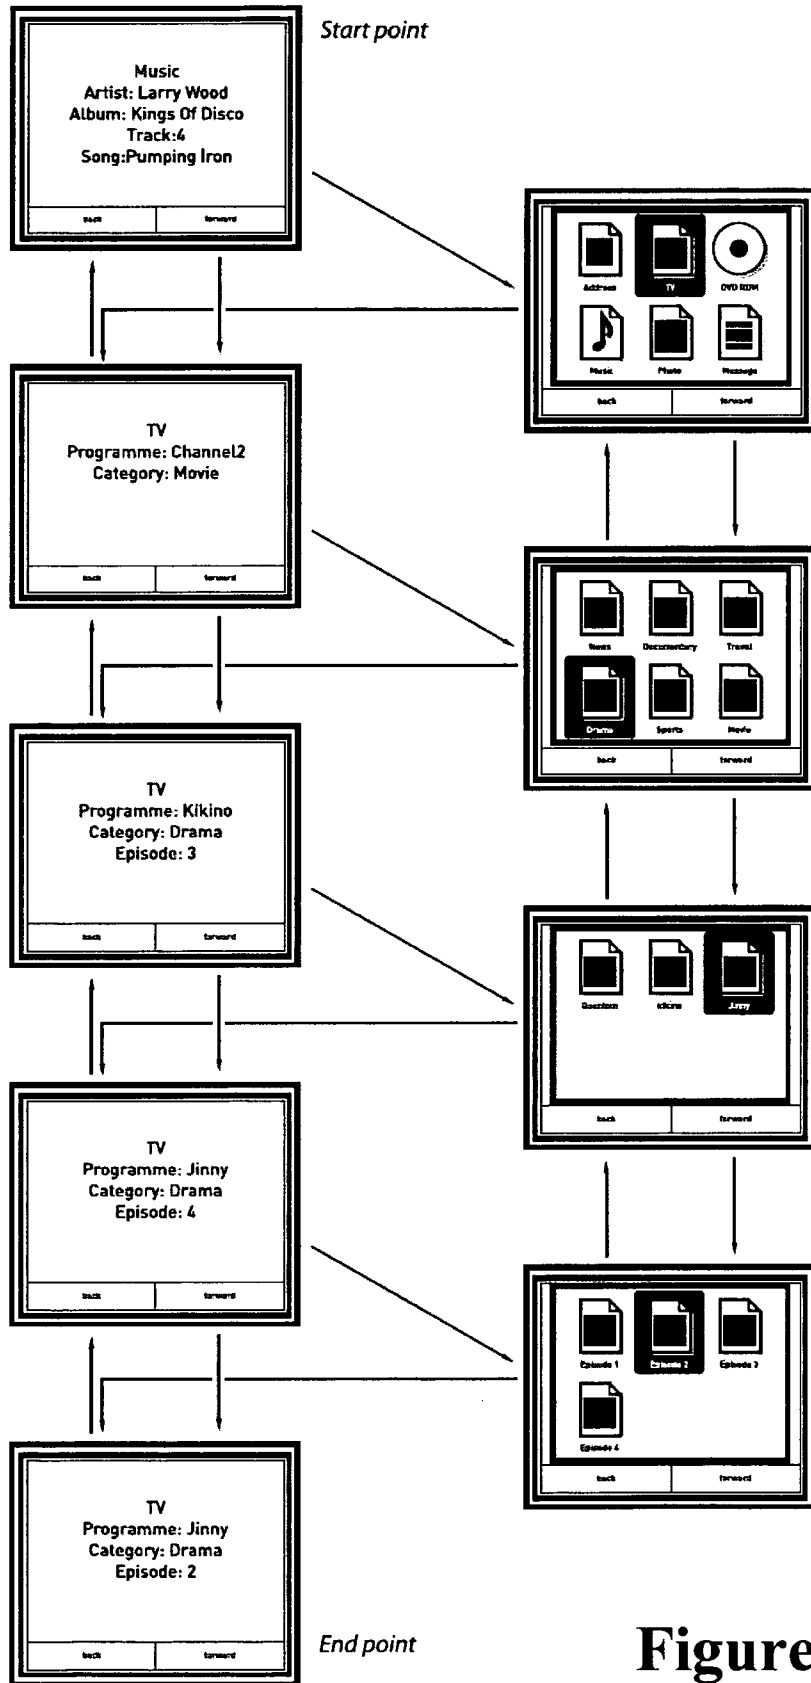 Start point
Music
Artist: Larry Wood
Album: Kings Of Disco
Track:4
Song:Pumping Iron
back forward
Address TV DVD ROM
Music Photo Message
back forward
TV
Programme: Channel2
Category: Movie
back forward
News Documentary Travel
Drama Sports Movie
back forward
TV
Programme: Kikino
Category: Drama
Episode: 3
back forward
Kikino Jinny
back forward
TV
Programme: Jinny
Category: Drama
Episode: 4
back forward
Episode 1 Episode 2 Episode 3
Episode 4
back forward
TV
Programme: Jinny
Category: Drama
Episode: 2
back forward
End point
Figure